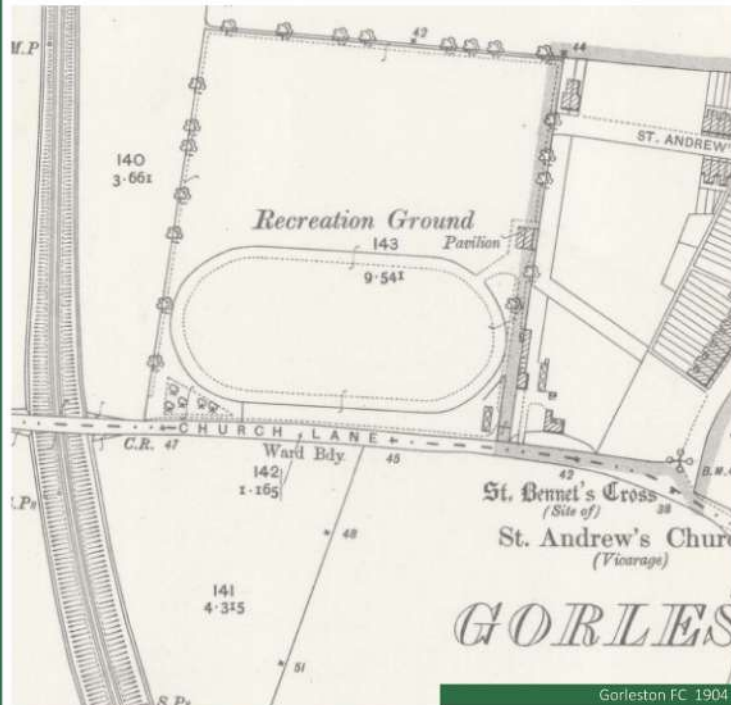 M.P
42
44
ST. ANDREW'
140
3·661
Recreation Ground
143
Pavilion
9·541
CHURCH LANE
C.R. 47
Ward Bdy.
45
142
1·165
42
B.M.
St. Bennet's Cross
(Site of)
38
St. Andrew's Chur
(Vicarage)
48
141
4·315
GORLES
51
S.Ps
Gorleston FC 1904